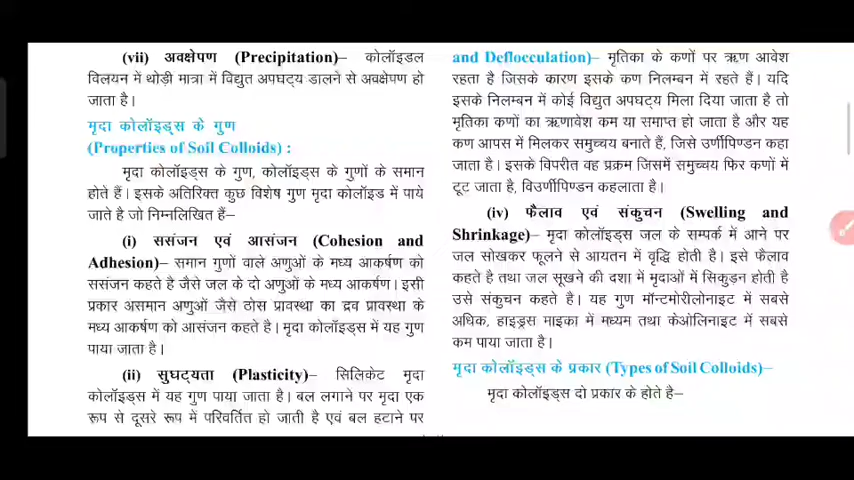 (vii) अवक्षेपण (Precipitation)– कोलॉइडल
विलयन में थोड़ी मात्रा में विद्युत अपघट्य डालने से अवक्षेपण हो
जाता है।
मृदा कोलॉइड्स के गुण
(Properties of Soil Colloids) :
मृदा कोलॉइड्स के गुण, कोलॉइड्स के गुणों के समान
होते हैं। इसके अतिरिक्त कुछ विशेष गुण मृदा कोलॉइड में पाये
जाते है जो निम्नलिखित हैं–
(i) ससंजन एवं आसंजन (Cohesion and
Adhesion)– समान गुणों वाले अणुओं के मध्य आकर्षण को
ससंजन कहते है जैसे जल के दो अणुओं के मध्य आकर्षण। इसी
प्रकार असमान अणुओं जैसे ठोस प्रावस्था का द्रव प्रावस्था के
मध्य आकर्षण को आसंजन कहते है। मृदा कोलॉइड्स में यह गुण
पाया जाता है।
(ii) सुघट्यता (Plasticity)– सिलिकेट मृदा
कोलॉइड्स में यह गुण पाया जाता है। बल लगाने पर मृदा एक
रूप से दूसरे रूप में परिवर्तित हो जाती है एवं बल हटाने पर
and Deflocculation)– मृतिका के कणों पर ऋण आवेश
रहता है जिसके कारण इसके कण निलम्बन में रहते हैं। यदि
इसके निलम्बन में कोई विद्युत अपघट्य मिला दिया जाता है तो
मृतिका कणों का ऋणावेश कम या समाप्त हो जाता है और यह
कण आपस में मिलकर समुच्चय बनाते हैं, जिसे उर्णीपिण्डन कहा
जाता है। इसके विपरीत वह प्रक्रम जिसमें समुच्चय फिर कणों में
टूट जाता है, विउर्णीपिण्डन कहलाता है।
(iv) फैलाव एवं संकुचन (Swelling and
Shrinkage)– मृदा कोलॉइड्स जल के सम्पर्क में आने पर
जल सोखकर फूलने से आयतन में वृद्धि होती है। इसे फैलाव
कहते है तथा जल सूखने की दशा में मृदाओं में सिकुड़न होती है
उसे संकुचन कहते है। यह गुण मॉन्टमोरीलोनाइट में सबसे
अधिक, हाइड्रस माइका में मध्यम तथा केओलिनाइट में सबसे
कम पाया जाता है।
मृदा कोलॉइड्स के प्रकार (Types of Soil Colloids)–
मृदा कोलॉइड्स दो प्रकार के होते है–